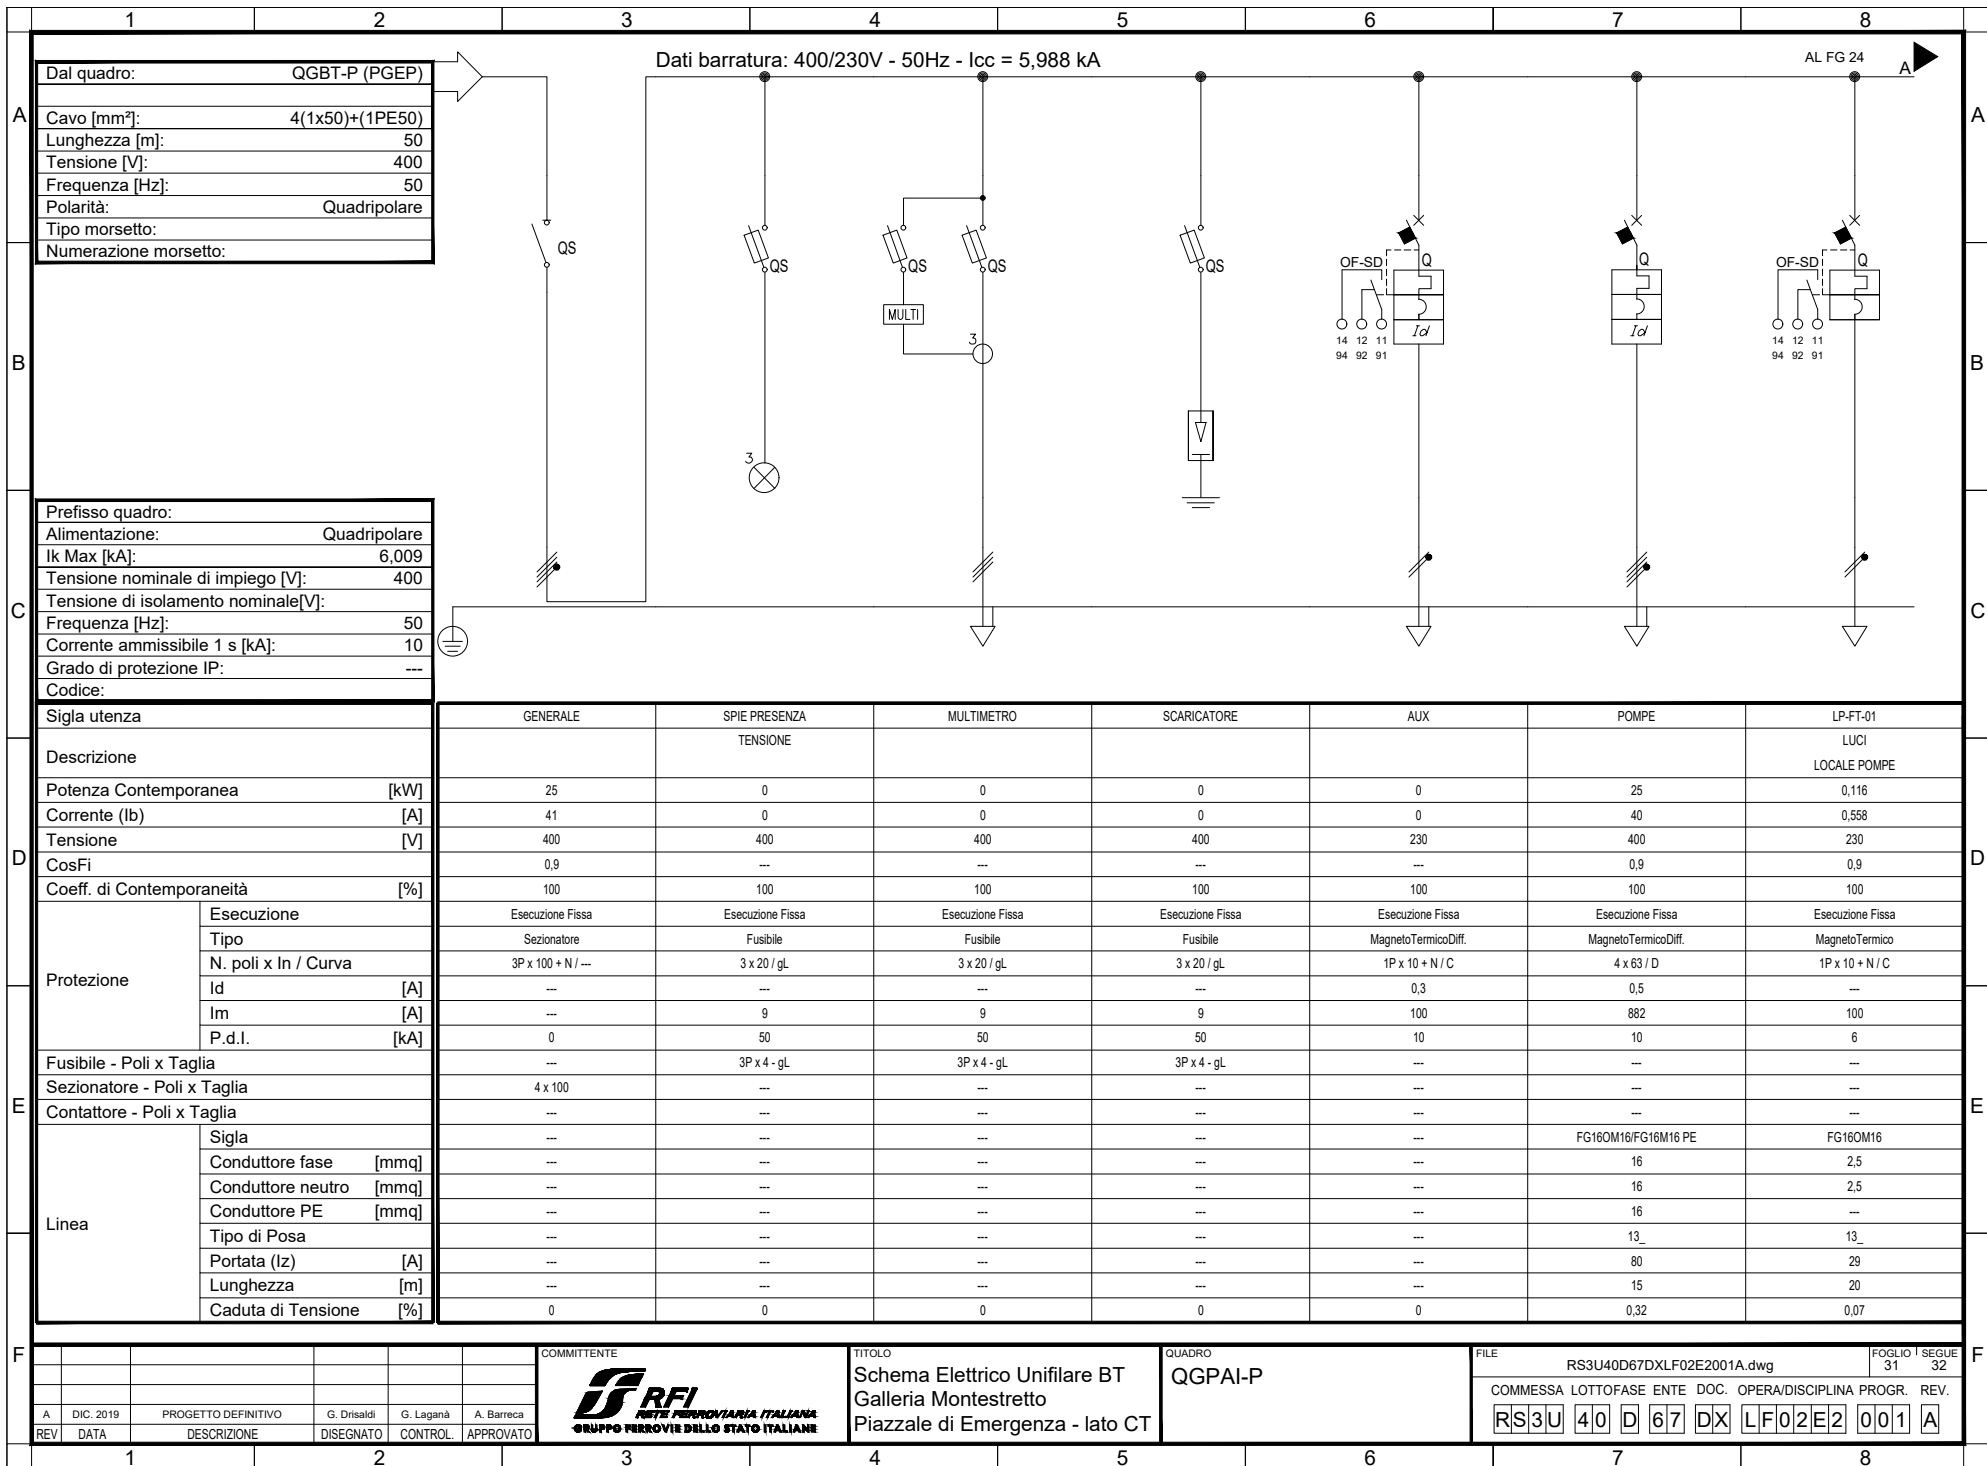 1 2 3 4 5 6 7 8
A
B
C
D
E
F
A
B
C
D
E
F
Dati barratura: 400/230V - 50Hz - Icc = 5,988 kA
AL FG 24
A
Dal quadro: QGBT-P (PGEP)
Cavo [mm²]: 4(1x50)+(1PE50)
Lunghezza [m]: 50
Tensione [V]: 400
Frequenza [Hz]: 50
Polarità: Quadripolare
Tipo morsetto:
Numerazione morsetto:
QS
QS
QS
QS
QS
MULTI
3
3
OF-SD
Q
Id
14 12 11
94 92 91
Q
Id
OF-SD
Q
14 12 11
94 92 91
Prefisso quadro:
Alimentazione: Quadripolare
Ik Max [kA]: 6,009
Tensione nominale di impiego [V]: 400
Tensione di isolamento nominale[V]:
Frequenza [Hz]: 50
Corrente ammissibile 1 s [kA]: 10
Grado di protezione IP: ---
Codice:
Sigla utenza GENERALE SPIE PRESENZA MULTIMETRO SCARICATORE AUX POMPE LP-FT-01
Descrizione TENSIONE LUCI
LOCALE POMPE
Potenza Contemporanea [kW] 25 0 0 0 0 25 0,116
Corrente (Ib) [A] 41 0 0 0 0 40 0,558
Tensione [V] 400 400 400 400 230 400 230
CosFi 0,9 --- --- --- --- 0,9 0,9
Coeff. di Contemporaneità [%] 100 100 100 100 100 100 100
Protezione
Esecuzione Esecuzione Fissa Esecuzione Fissa Esecuzione Fissa Esecuzione Fissa Esecuzione Fissa Esecuzione Fissa Esecuzione Fissa
Tipo Sezionatore Fusibile Fusibile Fusibile MagnetoTermicoDiff. MagnetoTermicoDiff. MagnetoTermico
N. poli x In / Curva 3P x 100 + N / --- 3 x 20 / gL 3 x 20 / gL 3 x 20 / gL 1P x 10 + N / C 4 x 63 / D 1P x 10 + N / C
Id [A] --- --- --- --- 0,3 0,5 ---
Im [A] --- 9 9 9 100 882 100
P.d.I. [kA] 0 50 50 50 10 10 6
Fusibile - Poli x Taglia --- 3P x 4 - gL 3P x 4 - gL 3P x 4 - gL --- --- ---
Sezionatore - Poli x Taglia 4 x 100 --- --- --- --- --- ---
Contattore - Poli x Taglia --- --- --- --- --- --- ---
Linea
Sigla --- --- --- --- --- FG16OM16/FG16M16 PE FG16OM16
Conduttore fase [mmq] --- --- --- --- --- 16 2,5
Conduttore neutro [mmq] --- --- --- --- --- 16 2,5
Conduttore PE [mmq] --- --- --- --- --- 16 ---
Tipo di Posa --- --- --- --- --- 13_ 13_
Portata (Iz) [A] --- --- --- --- --- 80 29
Lunghezza [m] --- --- --- --- --- 15 20
Caduta di Tensione [%] 0 0 0 0 0 0,32 0,07
A DIC. 2019 PROGETTO DEFINITIVO G. Drisaldi G. Laganà A. Barreca
REV DATA DESCRIZIONE DISEGNATO CONTROL. APPROVATO
COMMITTENTE
RFI
RETE FERROVIARIA ITALIANA
GRUPPO FERROVIE DELLO STATO ITALIANE
TITOLO
Schema Elettrico Unifilare BT
Galleria Montestretto
Piazzale di Emergenza - lato CT
QUADRO
QGPAI-P
FILE
RS3U40D67DXLF02E2001A.dwg
FOGLIO SEGUE
31 32
COMMESSA LOTTO FASE ENTE DOC. OPERA/DISCIPLINA PROGR. REV.
RS3U 40 D 67 DX LF02E2 001 A
1 2 3 4 5 6 7 8